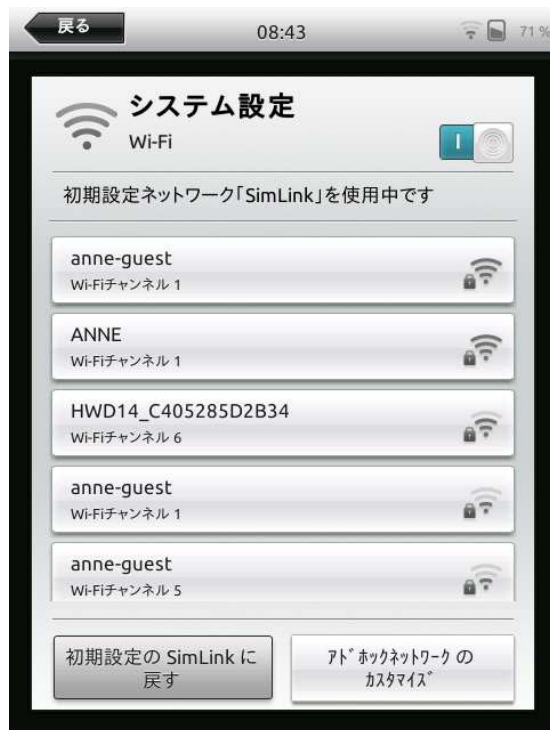 戻る
08:43
71 %
システム設定
Wi-Fi
I
初期設定ネットワーク「SimLink」を使用中です
anne-guest
Wi-Fiチャンネル 1
ANNE
Wi-Fiチャンネル 1
HWD14_C405285D2B34
Wi-Fiチャンネル 6
anne-guest
Wi-Fiチャンネル 1
anne-guest
Wi-Fiチャンネル 5
初期設定の SimLink に
戻す
ｱﾄﾞﾎｯｸﾈｯﾄﾜｰｸ の
ｶｽﾀﾏｲｽﾞ